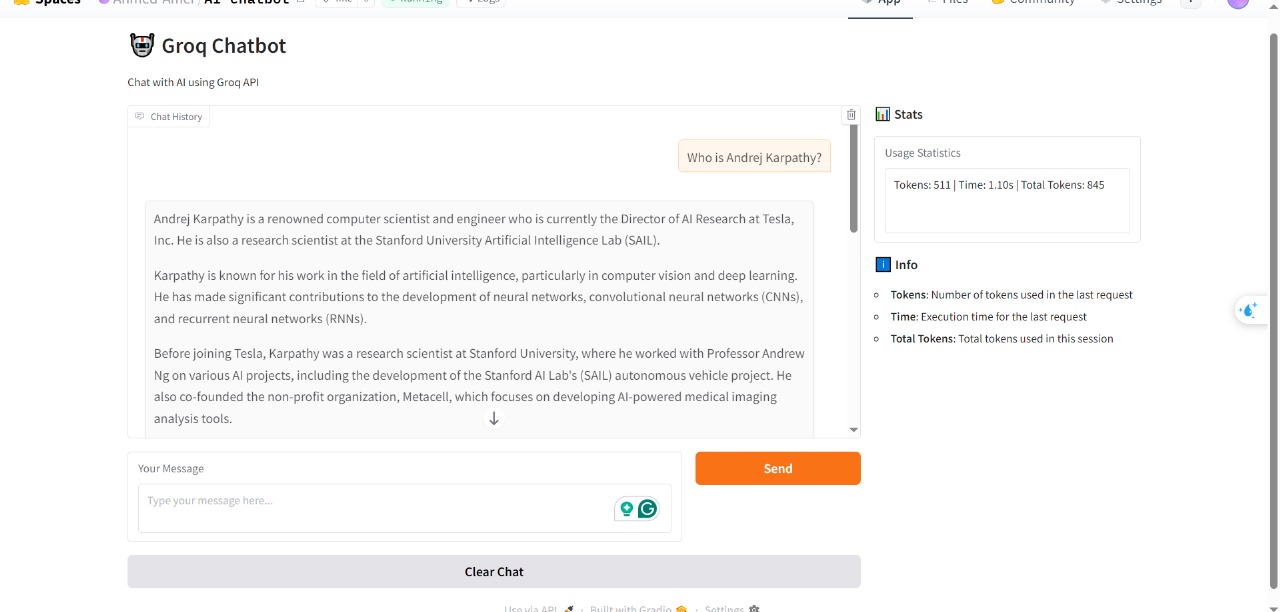 Spaces
Ahmed-Amer/AI-Chatbot
like
Running
Logs
App
Files
Community
Settings
Groq Chatbot
Chat with AI using Groq API
Chat History
Who is Andrej Karpathy?
Andrej Karpathy is a renowned computer scientist and engineer who is currently the Director of AI Research at Tesla,
Inc. He is also a research scientist at the Stanford University Artificial Intelligence Lab (SAIL).
Karpathy is known for his work in the field of artificial intelligence, particularly in computer vision and deep learning.
He has made significant contributions to the development of neural networks, convolutional neural networks (CNNs),
and recurrent neural networks (RNNs).
Before joining Tesla, Karpathy was a research scientist at Stanford University, where he worked with Professor Andrew
Ng on various AI projects, including the development of the Stanford AI Lab's (SAIL) autonomous vehicle project. He
also co-founded the non-profit organization, Metacell, which focuses on developing AI-powered medical imaging
analysis tools.
Your Message
Type your message here...
Send
Clear Chat
Stats
Usage Statistics
Tokens: 511 | Time: 1.10s | Total Tokens: 845
Info
Tokens: Number of tokens used in the last request
Time: Execution time for the last request
Total Tokens: Total tokens used in this session
Use via API · Built with Gradio · Settings